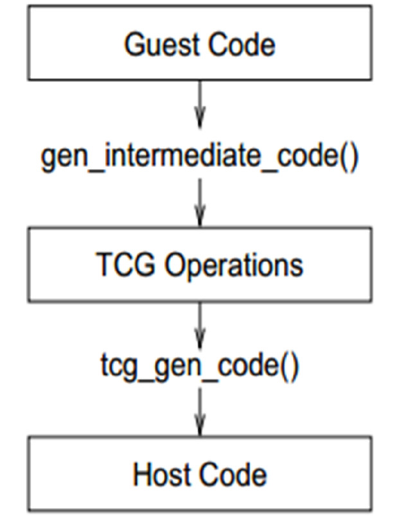 Guest Code
gen_intermediate_code()
TCG Operations
tcg_gen_code()
Host Code